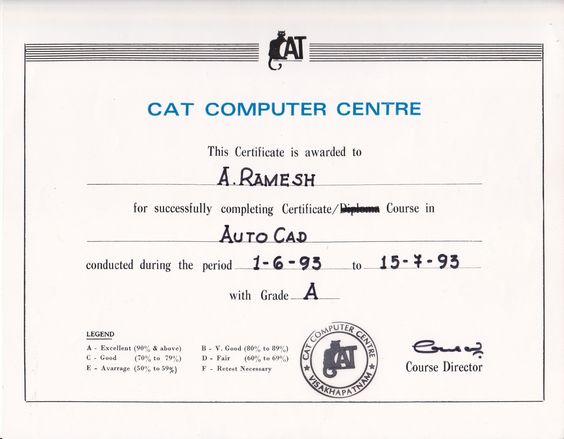 CAT
CAT COMPUTER CENTRE
This Certificate is awarded to
A. RAMESH
for successfully completing Certificate/Diploma Course in
AUTO CAD
conducted during the period 1-6-93 to 15-7-93
with Grade A
LEGEND
A - Excellent (90% & above) B - V. Good (80% to 89%)
C - Good (70% to 79%) D - Fair (60% to 69%)
E - Avarrage (50% to 59%) F - Retest Necessary
CAT COMPUTER CENTRE
CAT
★ VISAKHAPATNAM ★
Course Director